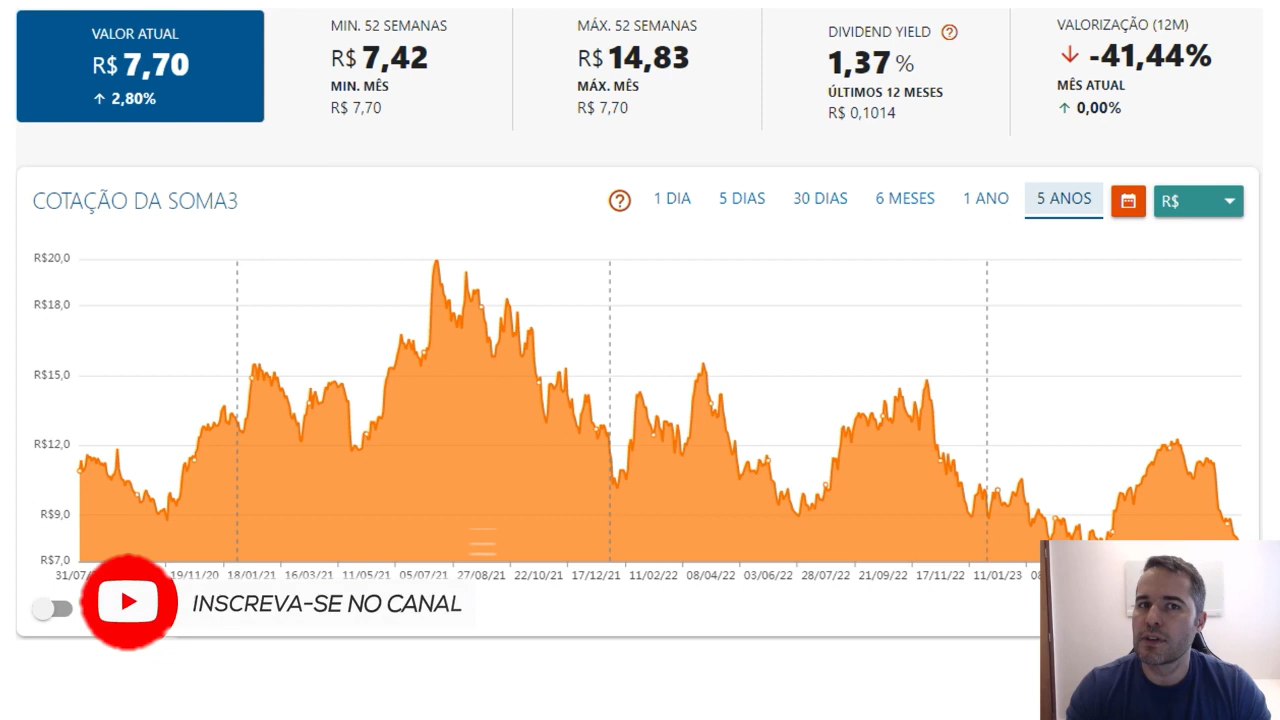 VALOR ATUAL
R$ 7,70
↑ 2,80%
MIN. 52 SEMANAS
R$ 7,42
MIN. MÊS
R$ 7,70
MÁX. 52 SEMANAS
R$ 14,83
MÁX. MÊS
R$ 7,70
DIVIDEND YIELD ?
1,37 %
ÚLTIMOS 12 MESES
R$ 0,1014
VALORIZAÇÃO (12M)
↓ -41,44%
MÊS ATUAL
↑ 0,00%
COTAÇÃO DA SOMA3
? 1 DIA 5 DIAS 30 DIAS 6 MESES 1 ANO 5 ANOS R$
R$20,0
R$18,0
R$15,0
R$12,0
R$9,0
R$7,0
19/11/20 18/01/21 16/03/21 11/05/21 05/07/21 27/08/21 22/10/21 17/12/21 11/02/22 08/04/22 03/06/22 28/07/22 21/09/22 17/11/22 11/01/23
INSCREVA-SE NO CANAL